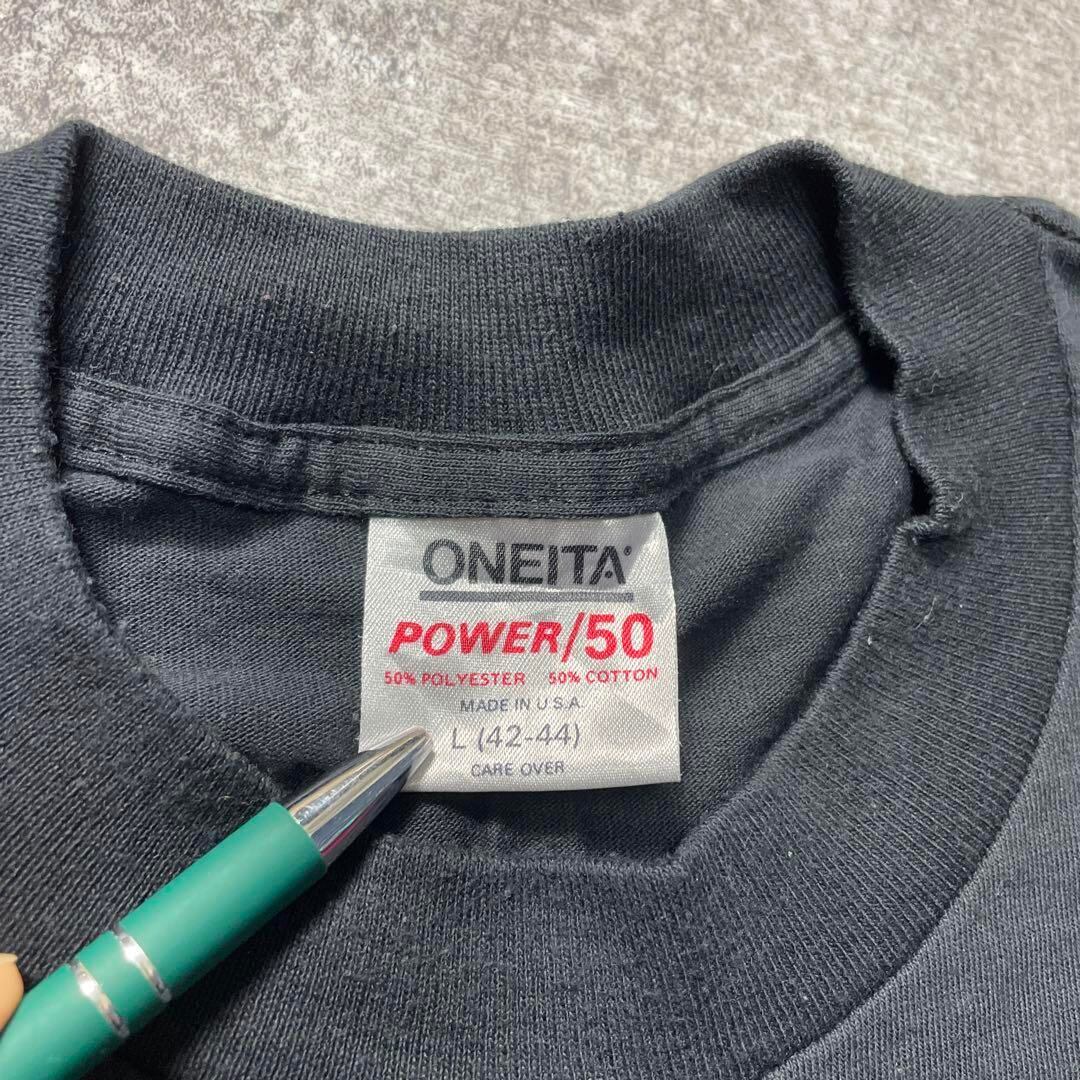 ONEITA®
POWER/50
50% POLYESTER 50% COTTON
MADE IN U.S.A.
L (42-44)
CARE OVER